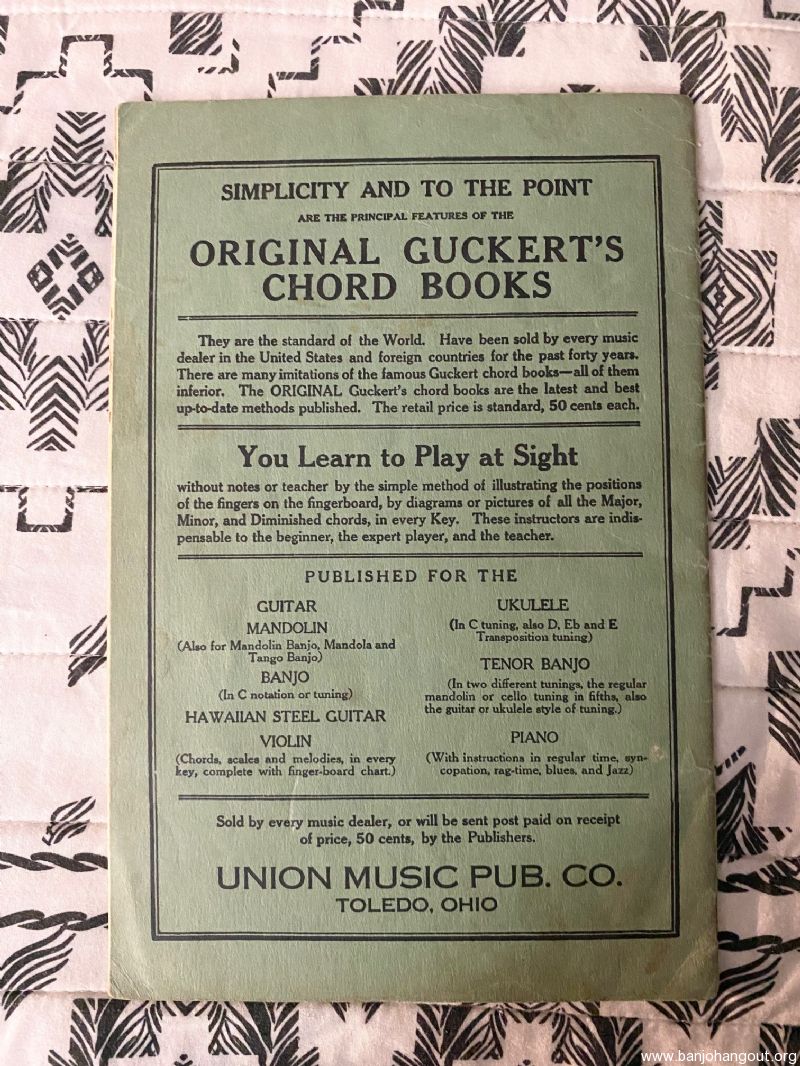 SIMPLICITY AND TO THE POINT
ARE THE PRINCIPAL FEATURES OF THE
ORIGINAL GUCKERT'S
CHORD BOOKS
They are the standard of the World. Have been sold by every music
dealer in the United States and foreign countries for the past forty years.
There are many imitations of the famous Guckert chord books—all of them
inferior. The ORIGINAL Guckert's chord books are the latest and best
up-to-date methods published. The retail price is standard, 50 cents each.
You Learn to Play at Sight
without notes or teacher by the simple method of illustrating the positions
of the fingers on the fingerboard, by diagrams or pictures of all the Major,
Minor, and Diminished chords, in every Key. These instructors are indis-
pensable to the beginner, the expert player, and the teacher.
PUBLISHED FOR THE
GUITAR
MANDOLIN
(Also for Mandolin Banjo, Mandola and
Tango Banjo)
BANJO
(In C notation or tuning)
HAWAIIAN STEEL GUITAR
VIOLIN
(Chords, scales and melodies, in every
key, complete with finger-board chart.)
UKULELE
(In C tuning, also D, Eb and E
Transposition tuning)
TENOR BANJO
(In two different tunings, the regular
mandolin or cello tuning in fifths, also
the guitar or ukulele style of tuning.)
PIANO
(With instructions in regular time, syn-
copation, rag-time, blues, and Jazz)
Sold by every music dealer, or will be sent post paid on receipt
of price, 50 cents, by the Publishers.
UNION MUSIC PUB. CO.
TOLEDO, OHIO
www.banjohangout.org